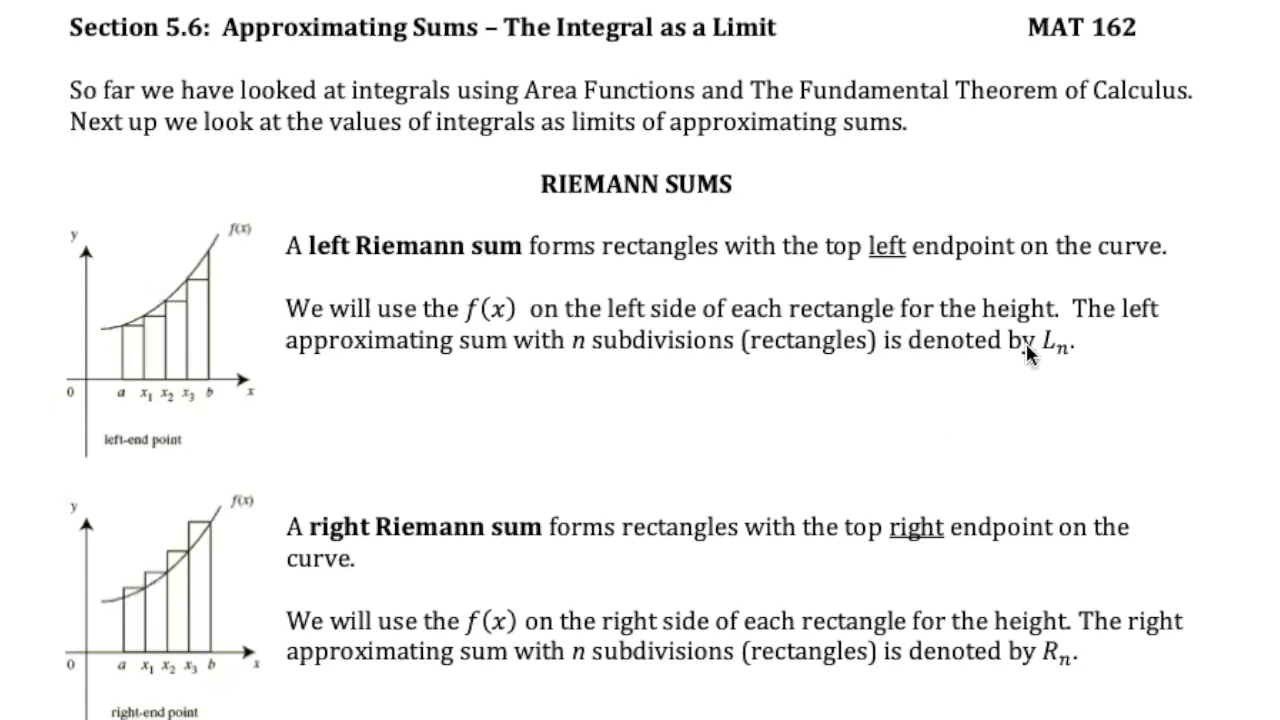 Section 5.6: Approximating Sums – The Integral as a Limit MAT 162
So far we have looked at integrals using Area Functions and The Fundamental Theorem of Calculus.
Next up we look at the values of integrals as limits of approximating sums.
RIEMANN SUMS
y f(x)
A left Riemann sum forms rectangles with the top left endpoint on the curve.
We will use the f(x) on the left side of each rectangle for the height. The left
approximating sum with n subdivisions (rectangles) is denoted by Lₙ.
0 a x₁ x₂ x₃ b x
left-end point
y f(x)
A right Riemann sum forms rectangles with the top right endpoint on the
curve.
We will use the f(x) on the right side of each rectangle for the height. The right
approximating sum with n subdivisions (rectangles) is denoted by Rₙ.
0 a x₁ x₂ x₃ b x
right-end point